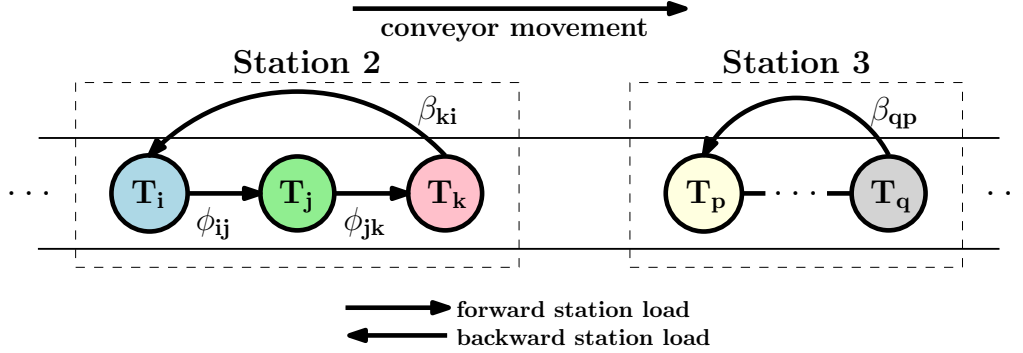 conveyor movement
Station 2 Station 3
β_ki β_qp
· · · T_i T_j T_k T_p · · · T_q · ·
ϕ_ij ϕ_jk
forward station load
backward station load